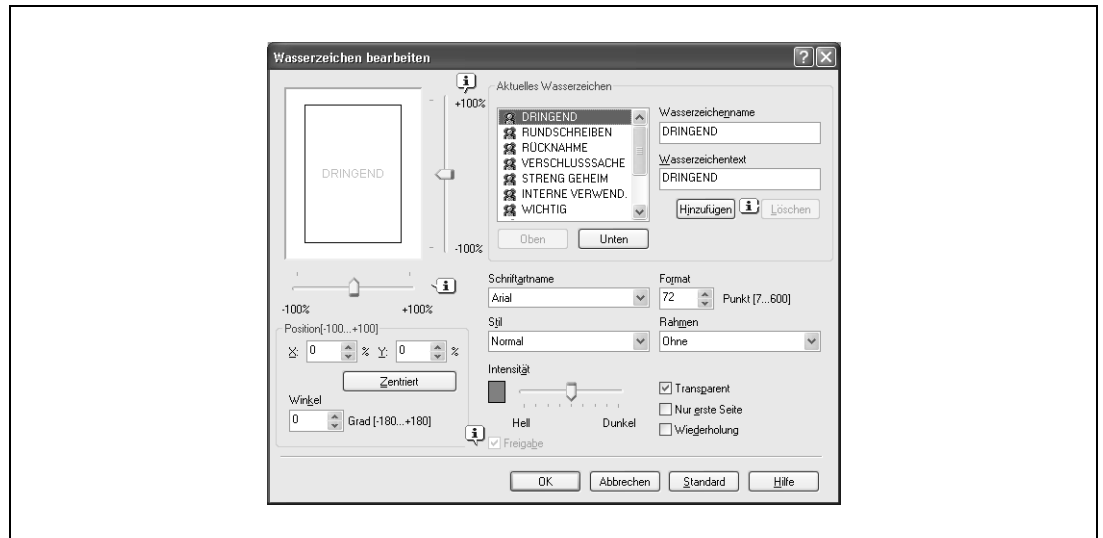 Wasserzeichen bearbeiten
DRINGEND
+100%
-100%
-100% +100%
Position[-100...+100]
X: 0 % Y: 0 %
Zentriert
Winkel
0 Grad [-180...+180]
Aktuelles Wasserzeichen
DRINGEND
RUNDSCHREIBEN
RÜCKNAHME
VERSCHLUSSSACHE
STRENG GEHEIM
INTERNE VERWEND.
WICHTIG
Oben Unten
Wasserzeichenname
DRINGEND
Wasserzeichentext
DRINGEND
Hinzufügen Löschen
Schriftartname
Arial
Format
72 Punkt [7...600]
Stil
Normal
Rahmen
Ohne
Intensität
Hell Dunkel
Freigabe
Transparent
Nur erste Seite
Wiederholung
OK Abbrechen Standard Hilfe